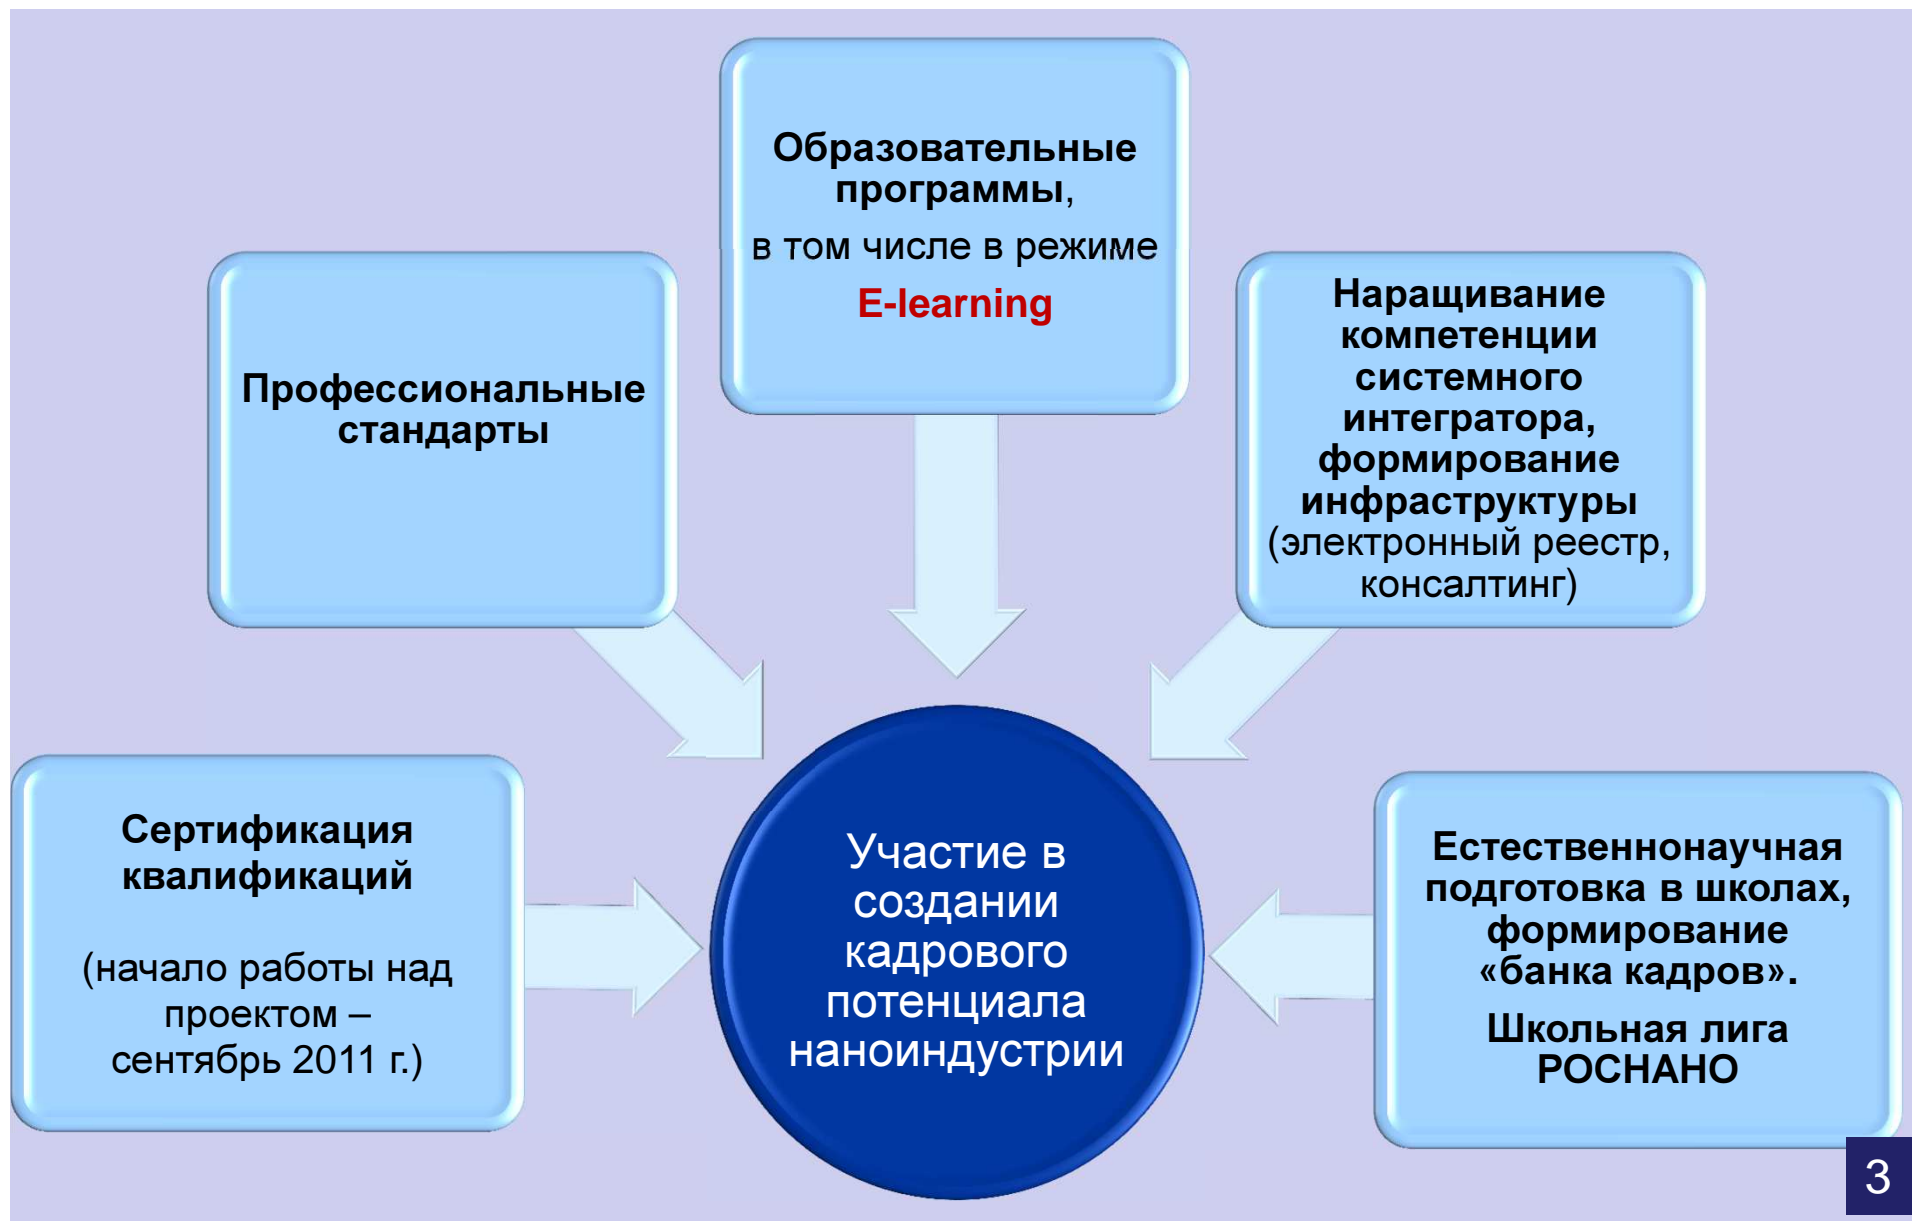 Образовательные
программы,
в том числе в режиме
E-learning
Профессиональные
стандарты
Наращивание
компетенции
системного
интегратора,
формирование
инфраструктуры
(электронный реестр,
консалтинг)
Сертификация
квалификаций
(начало работы над
проектом –
сентябрь 2011 г.)
Участие в
создании
кадрового
потенциала
наноиндустрии
Естественнонаучная
подготовка в школах,
формирование
«банка кадров».
Школьная лига
РОСНАНО
3